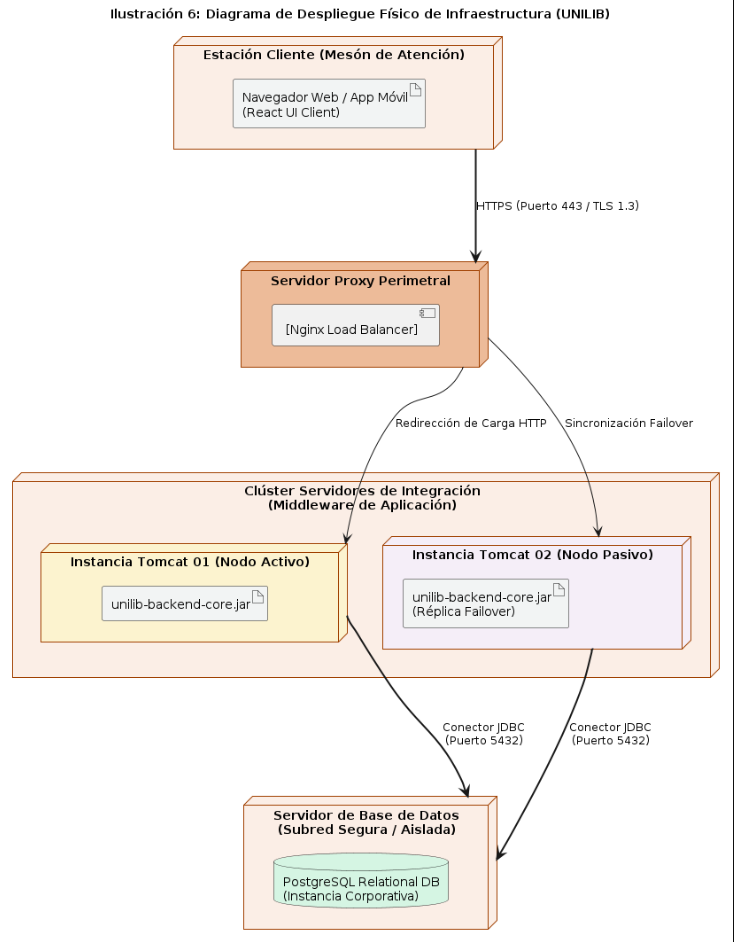 Ilustración 6: Diagrama de Despliegue Físico de Infraestructura (UNILIB)
Estación Cliente (Mesón de Atención)
Navegador Web / App Móvil
(React UI Client)
HTTPS (Puerto 443 / TLS 1.3)
Servidor Proxy Perimetral
[Nginx Load Balancer]
Redirección de Carga HTTP
Sincronización Failover
Clúster Servidores de Integración
(Middleware de Aplicación)
Instancia Tomcat 01 (Nodo Activo)
unilib-backend-core.jar
Instancia Tomcat 02 (Nodo Pasivo)
unilib-backend-core.jar
(Réplica Failover)
Conector JDBC
(Puerto 5432)
Conector JDBC
(Puerto 5432)
Servidor de Base de Datos
(Subred Segura / Aislada)
PostgreSQL Relational DB
(Instancia Corporativa)